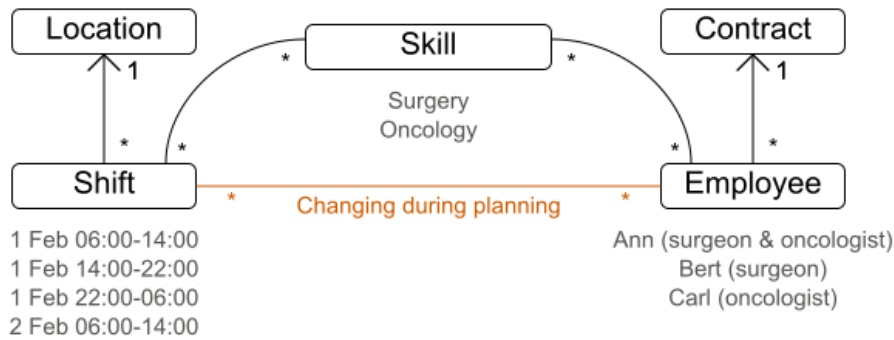 Location
Skill
Contract
1
*
*
1
Surgery
Oncology
*
*
*
*
Shift
Employee
*
Changing during planning
*
1 Feb 06:00-14:00
1 Feb 14:00-22:00
1 Feb 22:00-06:00
2 Feb 06:00-14:00
Ann (surgeon & oncologist)
Bert (surgeon)
Carl (oncologist)